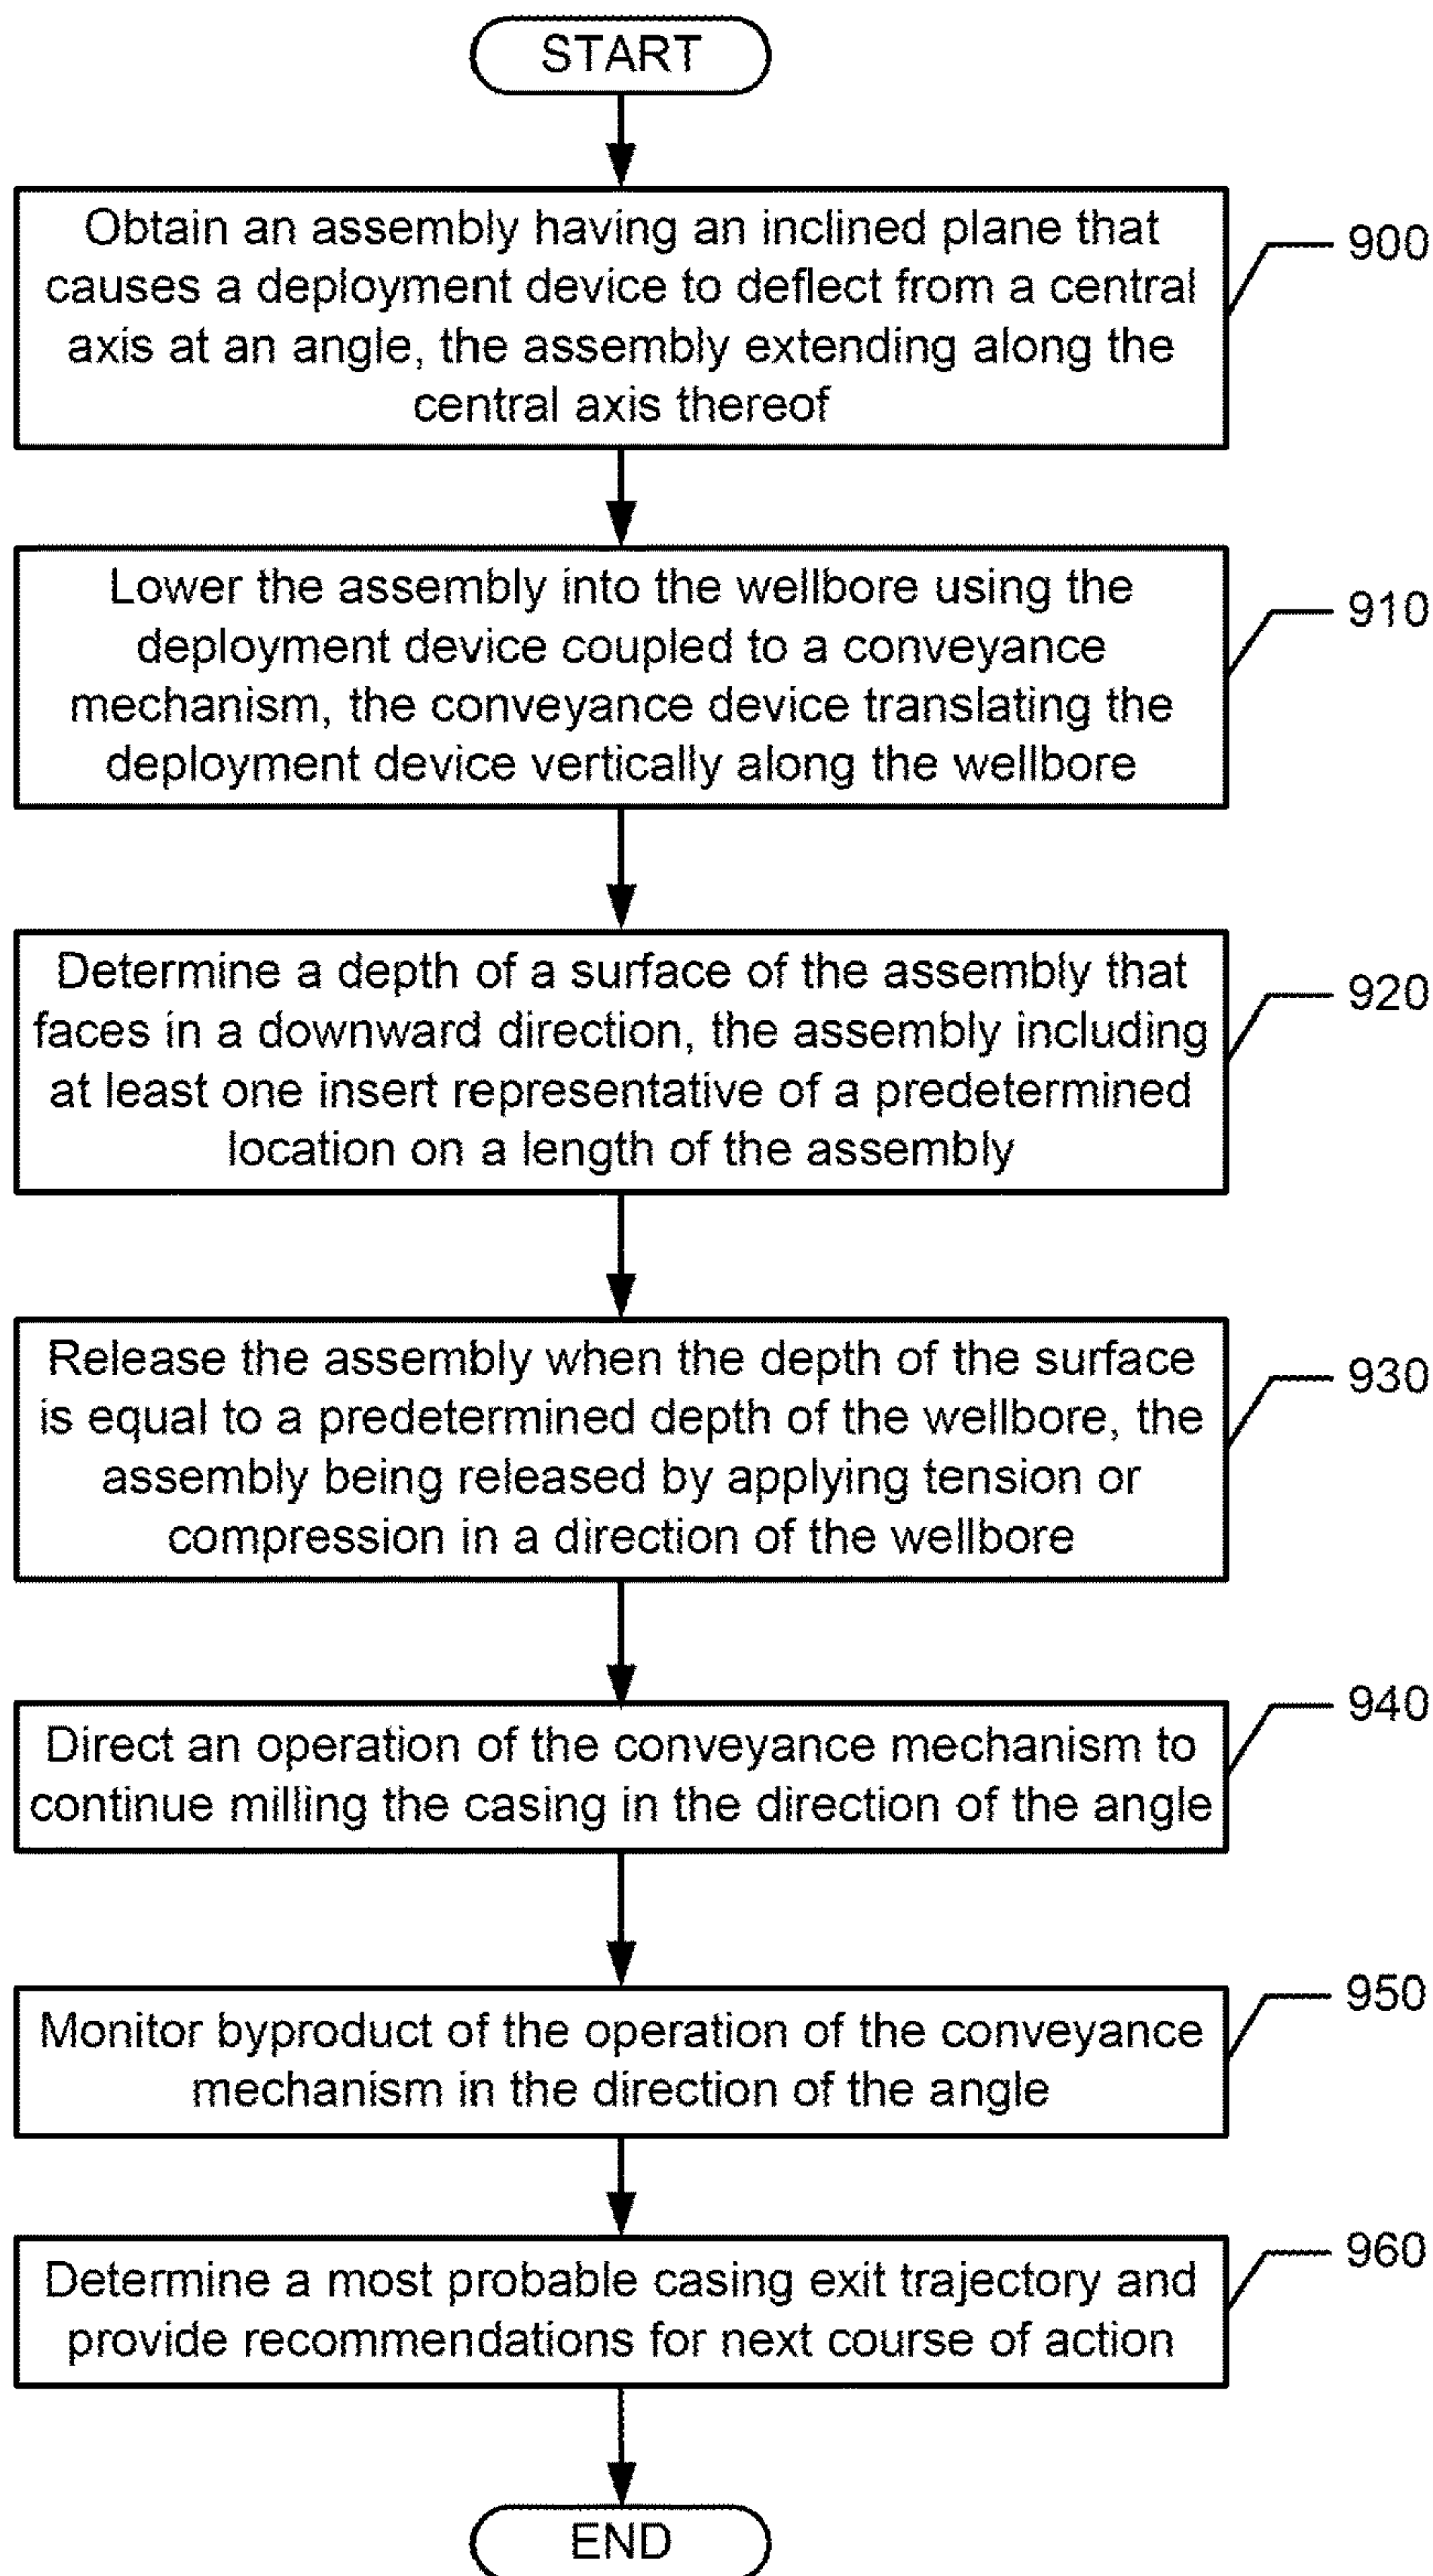 START
Obtain an assembly having an inclined plane that
causes a deployment device to deflect from a central
axis at an angle, the assembly extending along the
central axis thereof
900
Lower the assembly into the wellbore using the
deployment device coupled to a conveyance
mechanism, the conveyance device translating the
deployment device vertically along the wellbore
910
Determine a depth of a surface of the assembly that
faces in a downward direction, the assembly including
at least one insert representative of a predetermined
location on a length of the assembly
920
Release the assembly when the depth of the surface
is equal to a predetermined depth of the wellbore, the
assembly being released by applying tension or
compression in a direction of the wellbore
930
Direct an operation of the conveyance mechanism to
continue milling the casing in the direction of the angle
940
Monitor byproduct of the operation of the conveyance
mechanism in the direction of the angle
950
Determine a most probable casing exit trajectory and
provide recommendations for next course of action
960
END